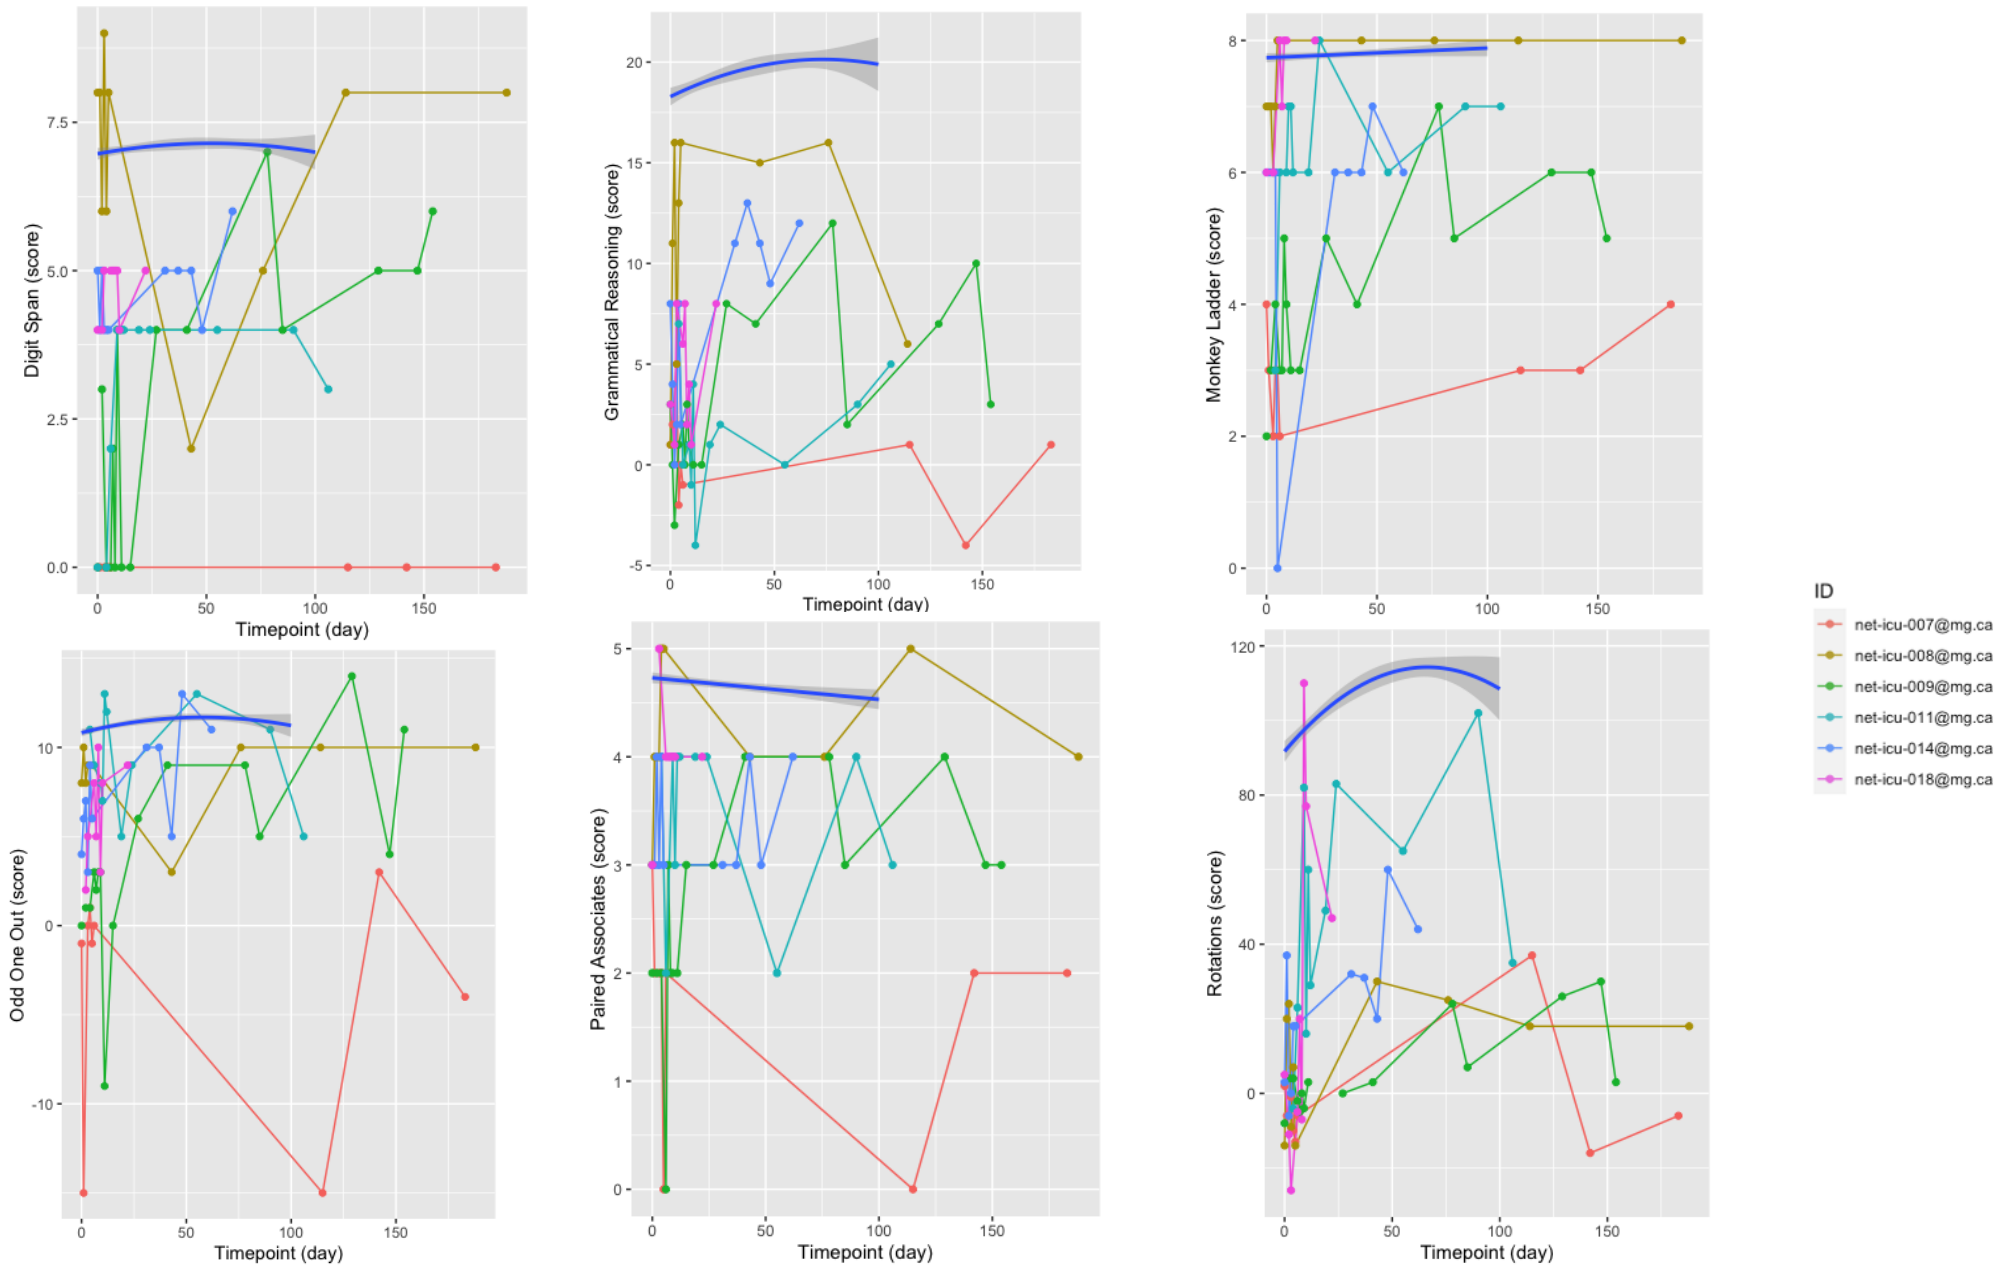 Digit Span (score)
7.5
5.0
2.5
0.0
0 50 100 150
Timepoint (day)
Grammatical Reasoning (score)
20
15
10
5
0
-5
0 50 100 150
Timepoint (day)
Monkey Ladder (score)
8
6
4
2
0
0 50 100 150
Odd One Out (score)
10
0
-10
0 50 100 150
Timepoint (day)
Paired Associates (score)
5
4
3
2
1
0
0 50 100 150
Timepoint (day)
Rotations (score)
120
80
40
0
0 50 100 150
Timepoint (day)
ID
net-icu-007@mg.ca
net-icu-008@mg.ca
net-icu-009@mg.ca
net-icu-011@mg.ca
net-icu-014@mg.ca
net-icu-018@mg.ca